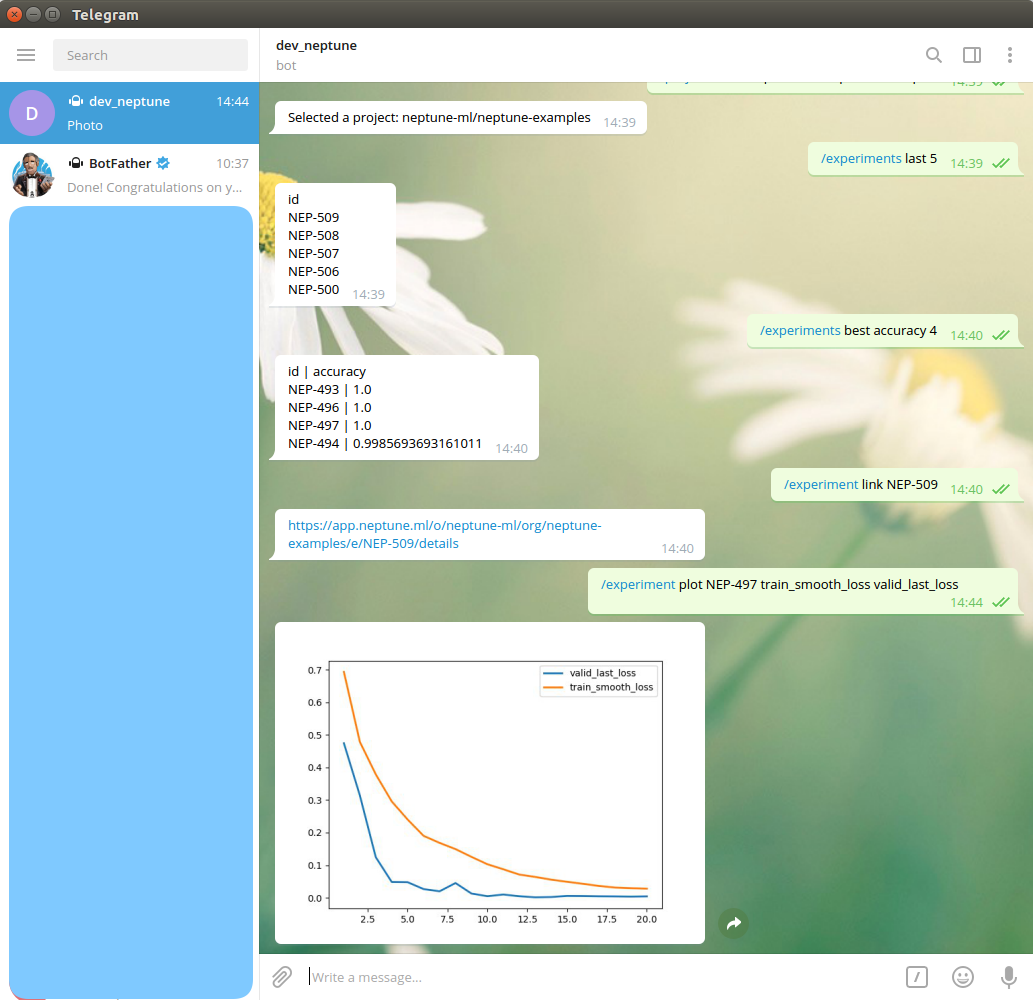 Telegram
Search
dev_neptune
bot
dev_neptune 14:44
Photo
BotFather 10:37
Done! Congratulations on y...
14:39
Selected a project: neptune-ml/neptune-examples 14:39
/experiments last 5 14:39
id
NEP-509
NEP-508
NEP-507
NEP-506
NEP-500 14:39
/experiments best accuracy 4 14:40
id | accuracy
NEP-493 | 1.0
NEP-496 | 1.0
NEP-497 | 1.0
NEP-494 | 0.9985693693161011 14:40
/experiment link NEP-509 14:40
https://app.neptune.ml/o/neptune-ml/org/neptune-
examples/e/NEP-509/details 14:40
/experiment plot NEP-497 train_smooth_loss valid_last_loss
14:44
valid_last_loss
train_smooth_loss
0.7
0.6
0.5
0.4
0.3
0.2
0.1
0.0
2.5 5.0 7.5 10.0 12.5 15.0 17.5 20.0
Write a message...